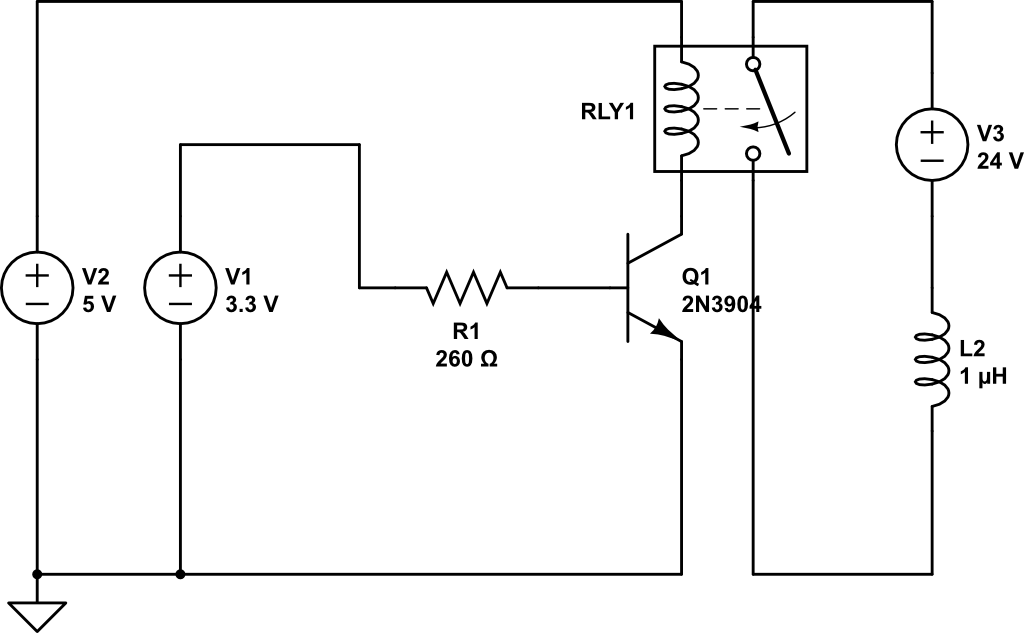 RLY1
V3
24 V
V2
5 V
V1
3.3 V
Q1
2N3904
R1
260 Ω
L2
1 µH